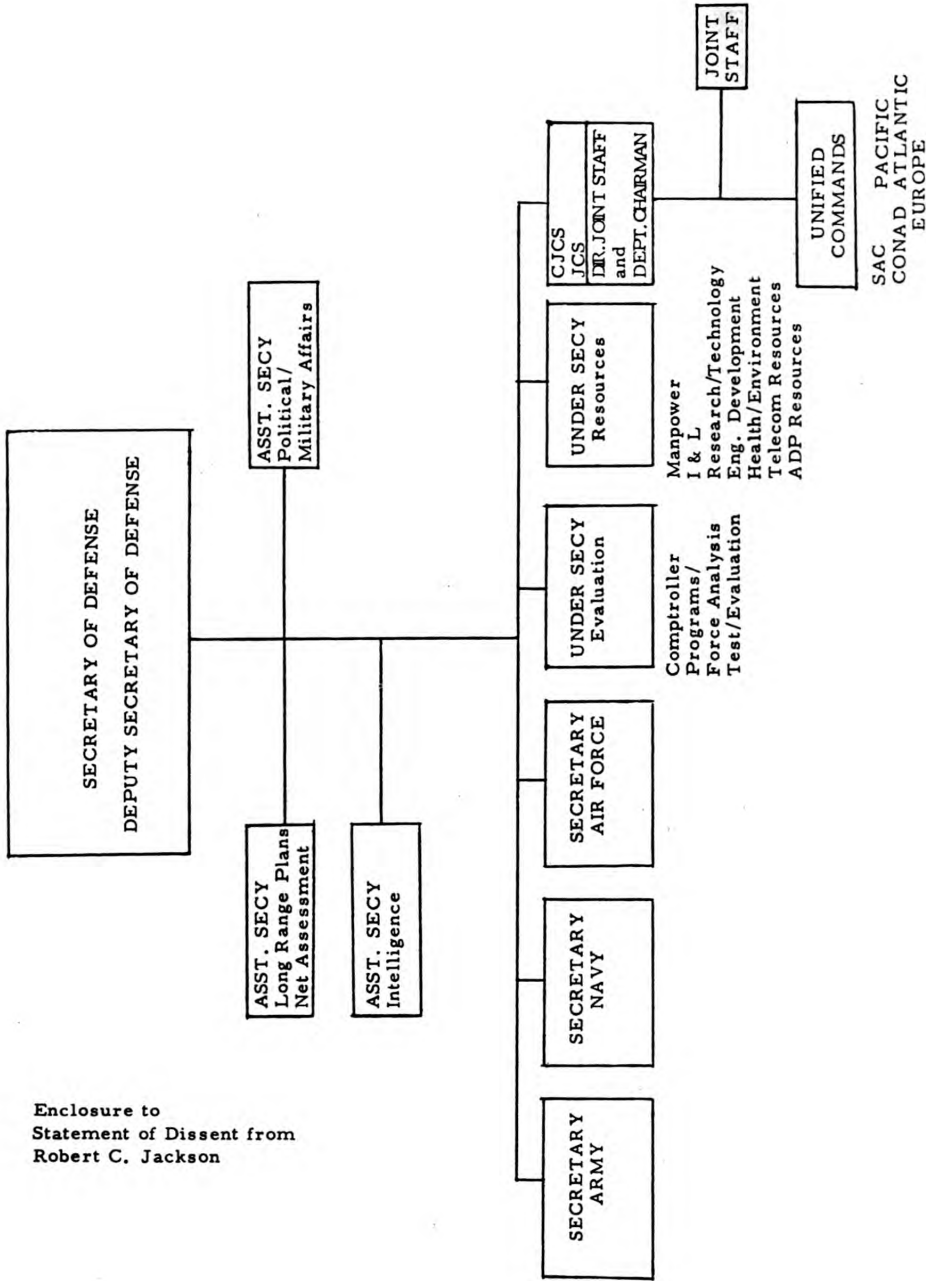 SECRETARY OF DEFENSE
DEPUTY SECRETARY OF DEFENSE
ASST. SECY
Long Range Plans
Net Assessment
ASST. SECY
Political/
Military Affairs
ASST. SECY
Intelligence
SECRETARY
ARMY
SECRETARY
NAVY
SECRETARY
AIR FORCE
UNDER SECY
Evaluation
Comptroller
Programs/
Force Analysis
Test/Evaluation
UNDER SECY
Resources
Manpower
I & L
Research/Technology
Eng. Development
Health/Environment
Telecom Resources
ADP Resources
CJCS
JCS
DIR. JOINT STAFF
and
DEPT. CHAIRMAN
JOINT
STAFF
UNIFIED
COMMANDS
SAC PACIFIC
CONAD ATLANTIC
EUROPE
Enclosure to
Statement of Dissent from
Robert C. Jackson